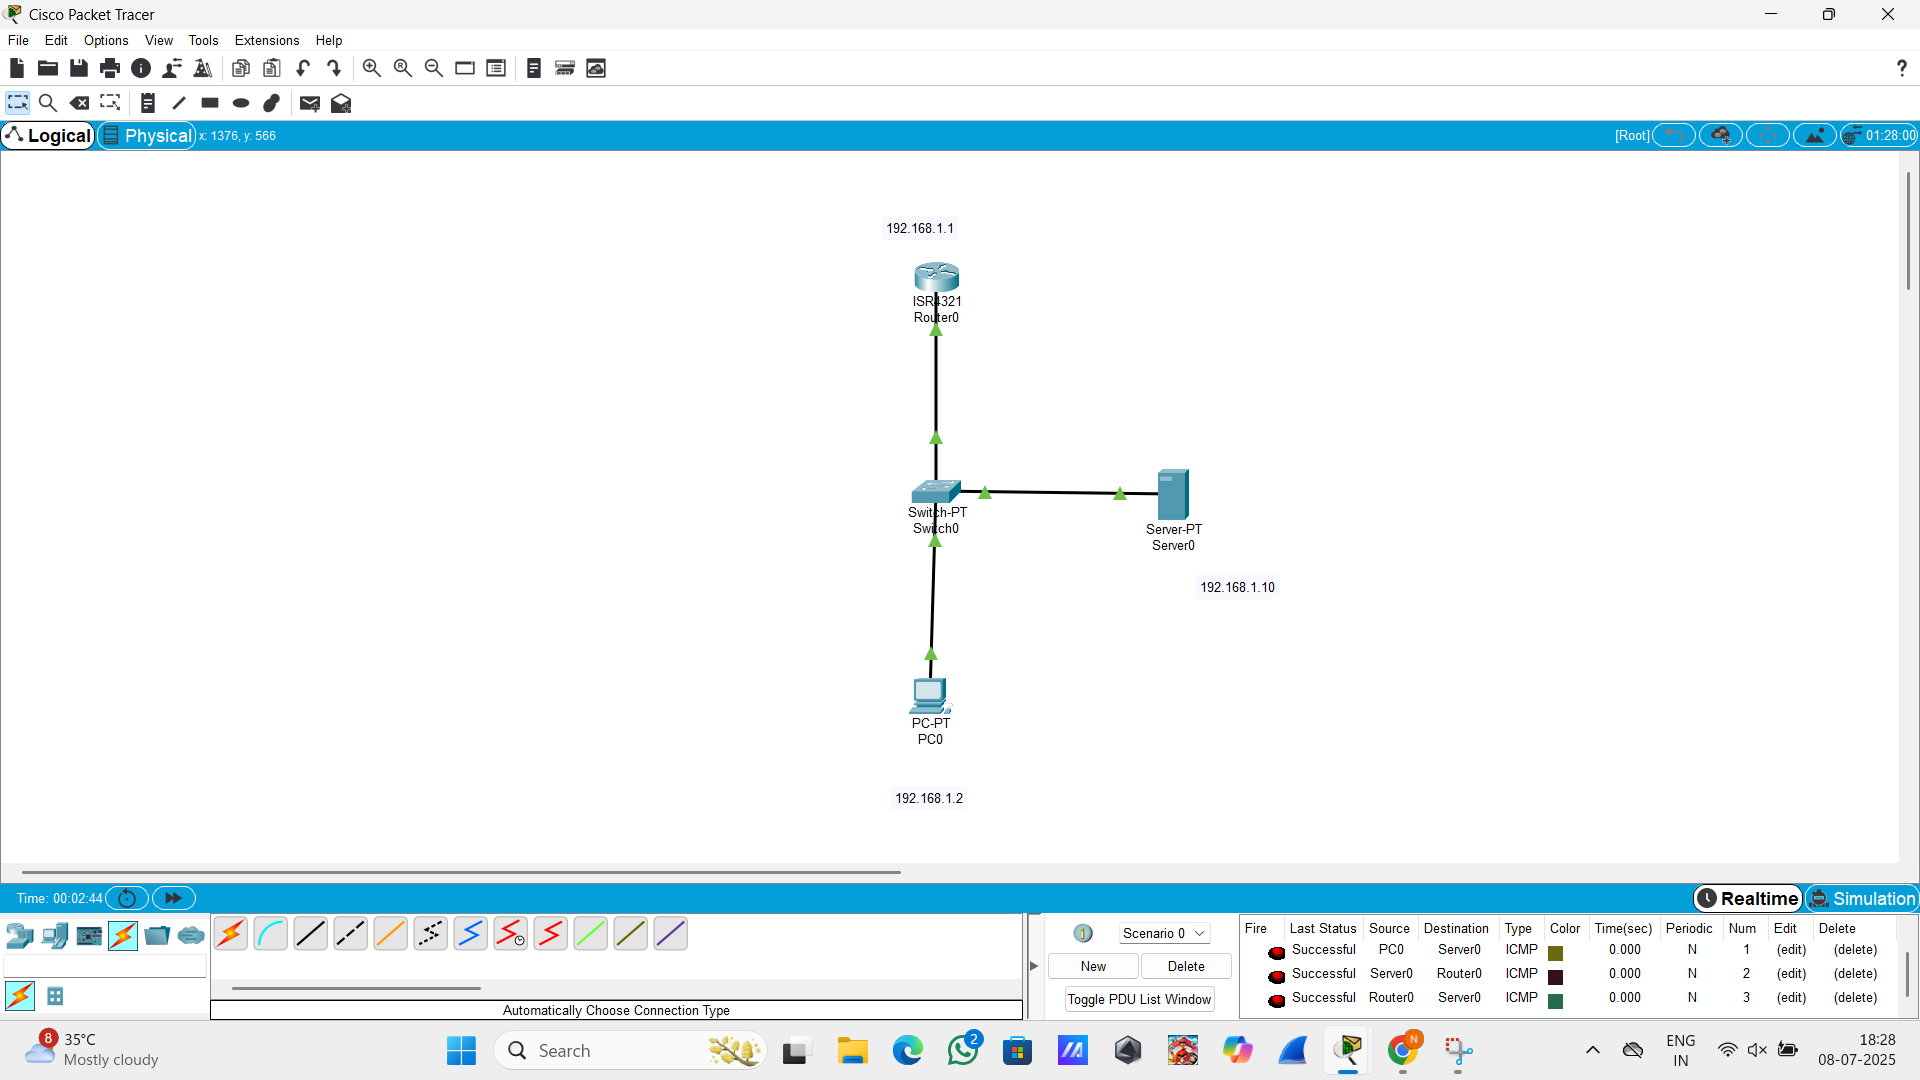 Cisco Packet Tracer
File Edit Options View Tools Extensions Help
?
Logical Physical x: 1376, y: 566 [Root] 01:28:00
192.168.1.1
ISR4321
Router0
Switch-PT
Switch0
Server-PT
Server0
192.168.1.10
PC-PT
PC0
192.168.1.2
Time: 00:02:44 Realtime Simulation
Scenario 0
New Delete
Toggle PDU List Window
Automatically Choose Connection Type
Fire Last Status Source Destination Type Color Time(sec) Periodic Num Edit Delete
Successful PC0 Server0 ICMP 0.000 N 1 (edit) (delete)
Successful Server0 Router0 ICMP 0.000 N 2 (edit) (delete)
Successful Router0 Server0 ICMP 0.000 N 3 (edit) (delete)
8 35°C
Mostly cloudy
Search
2
N
ENG
IN
18:28
08-07-2025